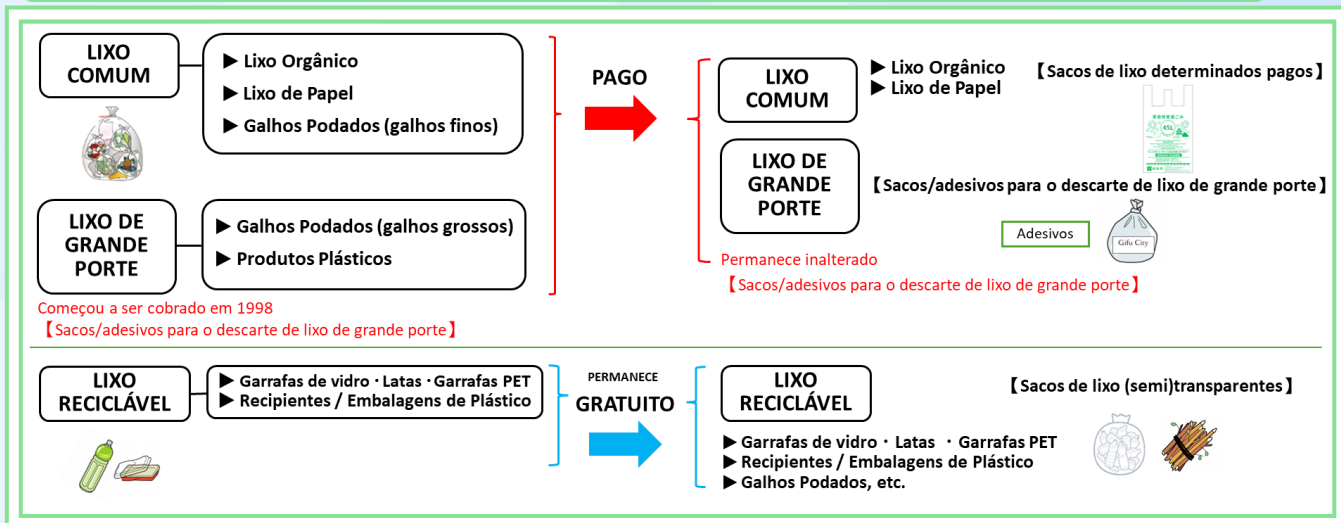 LIXO
COMUM
▶ Lixo Orgânico
▶ Lixo de Papel
▶ Galhos Podados (galhos finos)
LIXO DE
GRANDE
PORTE
▶ Galhos Podados (galhos grossos)
▶ Produtos Plásticos
Começou a ser cobrado em 1998
【Sacos/adesivos para o descarte de lixo de grande porte】
PAGO
LIXO
COMUM
▶ Lixo Orgânico
▶ Lixo de Papel
【Sacos de lixo determinados pagos】
45L
LIXO DE
GRANDE
PORTE
【Sacos/adesivos para o descarte de lixo de grande porte】
Adesivos
Gifu City
Permanece inalterado
【Sacos/adesivos para o descarte de lixo de grande porte】
LIXO
RECICLÁVEL
▶ Garrafas de vidro・Latas・Garrafas PET
▶ Recipientes / Embalagens de Plástico
PERMANECE
GRATUITO
LIXO
RECICLÁVEL
【Sacos de lixo (semi)transparentes】
▶ Garrafas de vidro・Latas ・Garrafas PET
▶ Recipientes / Embalagens de Plástico
▶ Galhos Podados, etc.